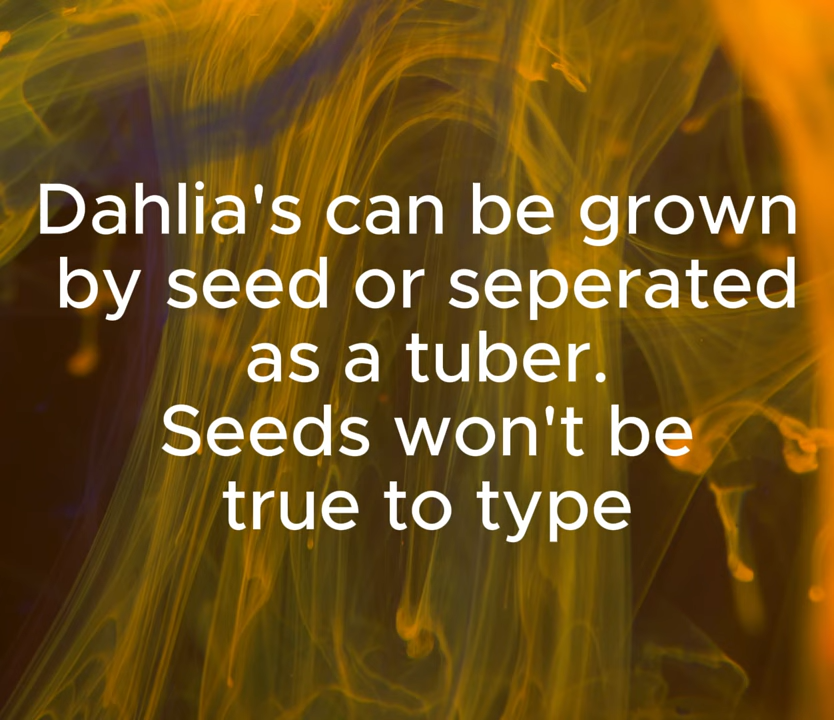 Dahlia's can be grown
by seed or seperated
as a tuber.
Seeds won't be
true to type